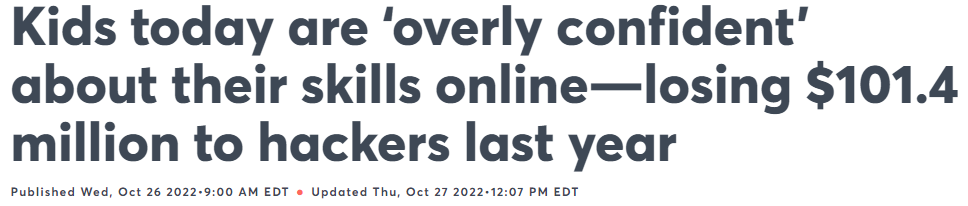 Kids today are ‘overly confident’
about their skills online—losing $101.4
million to hackers last year
Published Wed, Oct 26 2022•9:00 AM EDT • Updated Thu, Oct 27 2022•12:07 PM EDT